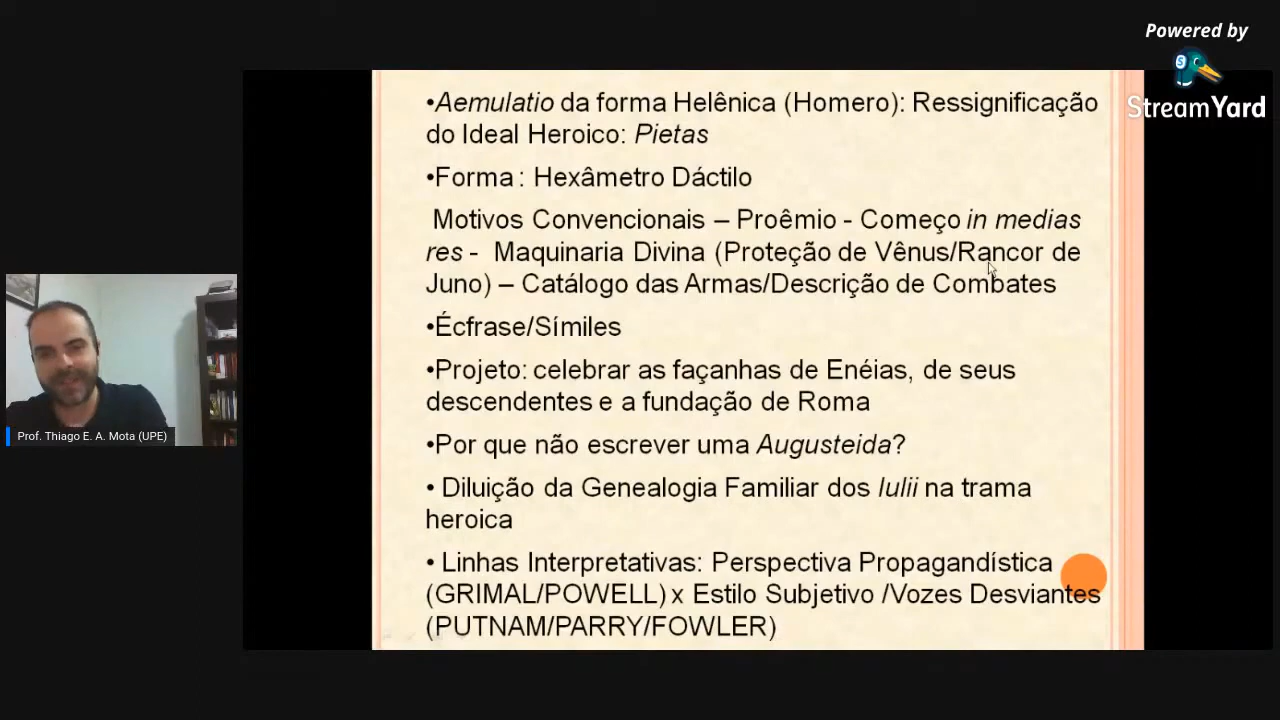 Powered by
StreamYard
•Aemulatio da forma Helênica (Homero): Ressignificação
do Ideal Heroico: Pietas
•Forma : Hexâmetro Dáctilo
Motivos Convencionais – Proêmio - Começo in medias
res - Maquinaria Divina (Proteção de Vênus/Rancor de
Juno) – Catálogo das Armas/Descrição de Combates
•Écfrase/Símiles
•Projeto: celebrar as façanhas de Enéias, de seus
descendentes e a fundação de Roma
•Por que não escrever uma Augusteida?
• Diluição da Genealogia Familiar dos Iulii na trama
heroica
• Linhas Interpretativas: Perspectiva Propagandística
(GRIMAL/POWELL) x Estilo Subjetivo /Vozes Desviantes
(PUTNAM/PARRY/FOWLER)
Prof. Thiago E. A. Mota (UPE)